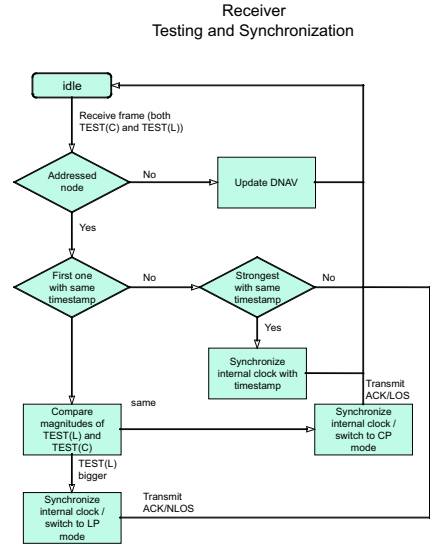 Receiver
Testing and Synchronization
idle
Receive frame (both
TEST(C) and TEST(L))
Addressed
node
No
Update DNAV
Yes
First one
with same
timestamp
No
Strongest
with same
timestamp
No
Yes
Synchronize
internal clock with
timestamp
Transmit
ACK/LOS
same
Compare
magnitudes of
TEST(L) and
TEST(C)
Synchronize
internal clock /
switch to CP
mode
TEST(L)
bigger
Synchronize
internal clock /
switch to LP
mode
Transmit
ACK/NLOS